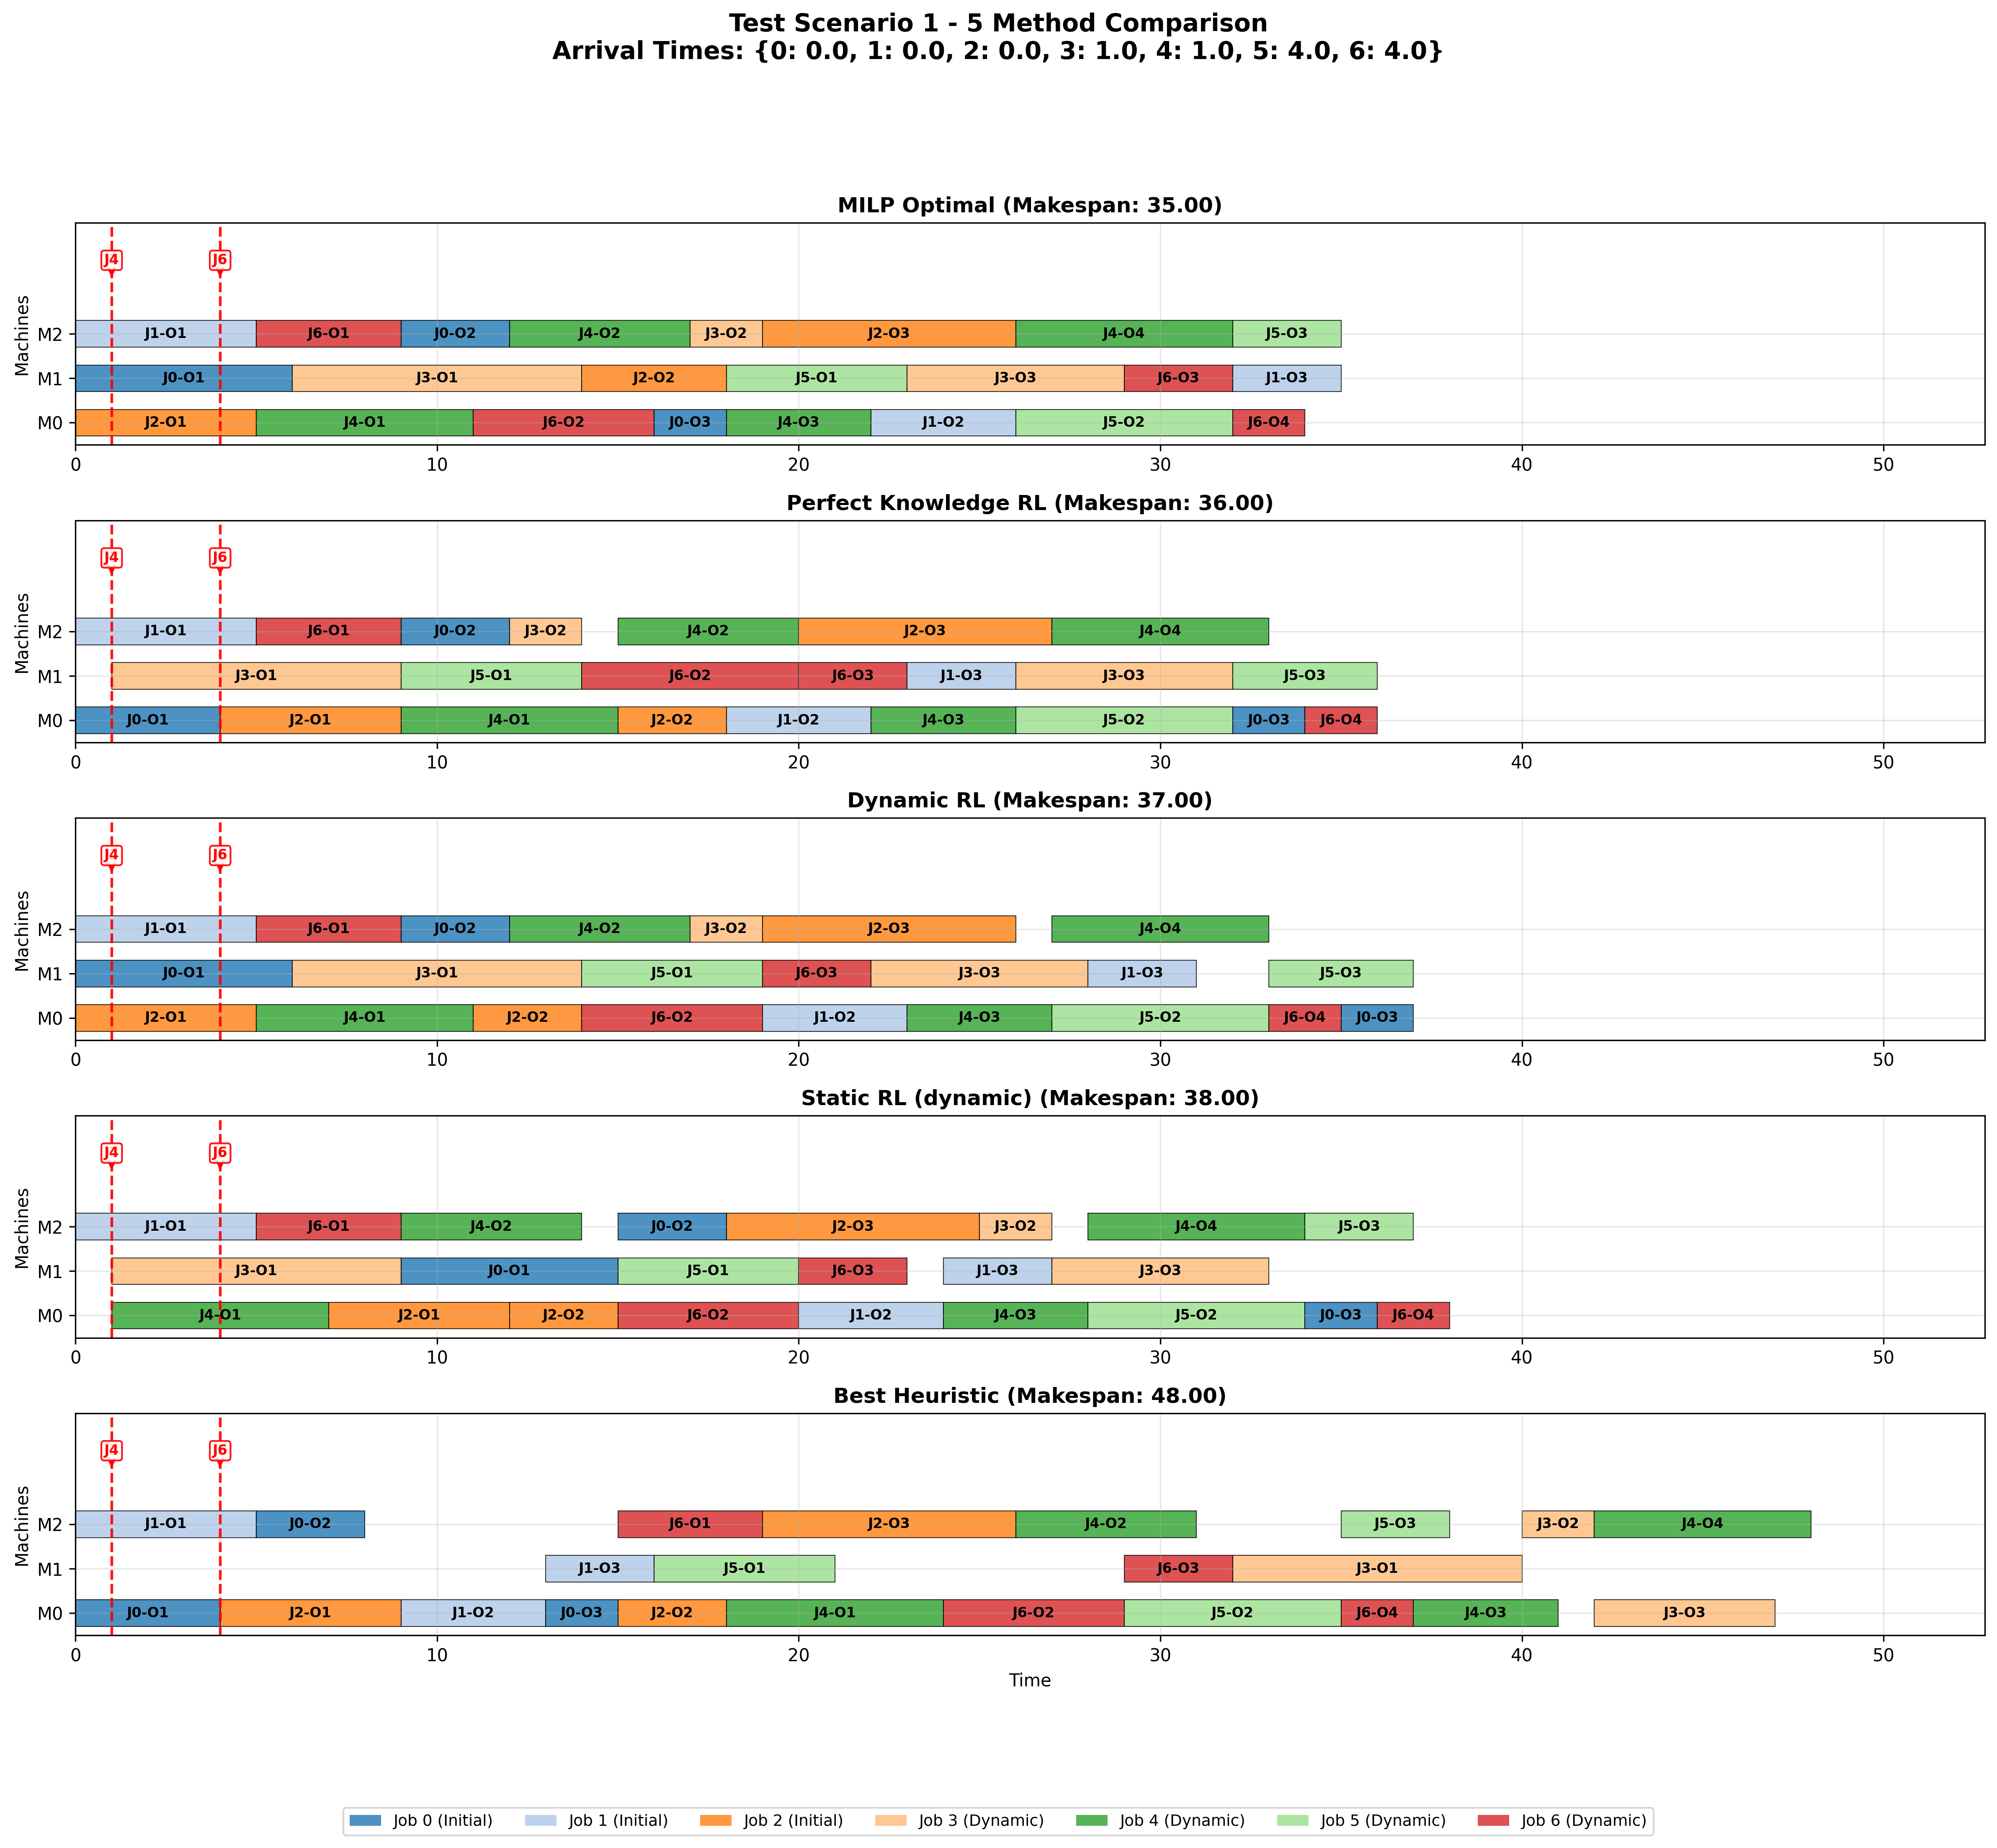 Test Scenario 1 - 5 Method Comparison
Arrival Times: {0: 0.0, 1: 0.0, 2: 0.0, 3: 1.0, 4: 1.0, 5: 4.0, 6: 4.0}
MILP Optimal (Makespan: 35.00)
J4 J6
Machines
M2 J1-O1 J6-O1 J0-O2 J4-O2 J3-O2 J2-O3 J4-O4 J5-O3
M1 J0-O1 J3-O1 J2-O2 J5-O1 J3-O3 J6-O3 J1-O3
M0 J2-O1 J4-O1 J6-O2 J0-O3 J4-O3 J1-O2 J5-O2 J6-O4
0 10 20 30 40 50
Perfect Knowledge RL (Makespan: 36.00)
J4 J6
Machines
M2 J1-O1 J6-O1 J0-O2 J3-O2 J4-O2 J2-O3 J4-O4
M1 J3-O1 J5-O1 J6-O2 J6-O3 J1-O3 J3-O3 J5-O3
M0 J0-O1 J2-O1 J4-O1 J2-O2 J1-O2 J4-O3 J5-O2 J0-O3 J6-O4
0 10 20 30 40 50
Dynamic RL (Makespan: 37.00)
J4 J6
Machines
M2 J1-O1 J6-O1 J0-O2 J4-O2 J3-O2 J2-O3 J4-O4
M1 J0-O1 J3-O1 J5-O1 J6-O3 J3-O3 J1-O3 J5-O3
M0 J2-O1 J4-O1 J2-O2 J6-O2 J1-O2 J4-O3 J5-O2 J6-O4 J0-O3
0 10 20 30 40 50
Static RL (dynamic) (Makespan: 38.00)
J4 J6
Machines
M2 J1-O1 J6-O1 J4-O2 J0-O2 J2-O3 J3-O2 J4-O4 J5-O3
M1 J3-O1 J0-O1 J5-O1 J6-O3 J1-O3 J3-O3
M0 J4-O1 J2-O1 J2-O2 J6-O2 J1-O2 J4-O3 J5-O2 J0-O3 J6-O4
0 10 20 30 40 50
Best Heuristic (Makespan: 48.00)
J4 J6
Machines
M2 J1-O1 J0-O2 J6-O1 J2-O3 J4-O2 J5-O3 J3-O2 J4-O4
M1 J1-O3 J5-O1 J6-O3 J3-O1
M0 J0-O1 J2-O1 J1-O2 J0-O3 J2-O2 J4-O1 J6-O2 J5-O2 J6-O4 J4-O3 J3-O3
0 10 20 30 40 50
Time
Job 0 (Initial) Job 1 (Initial) Job 2 (Initial) Job 3 (Dynamic) Job 4 (Dynamic) Job 5 (Dynamic) Job 6 (Dynamic)